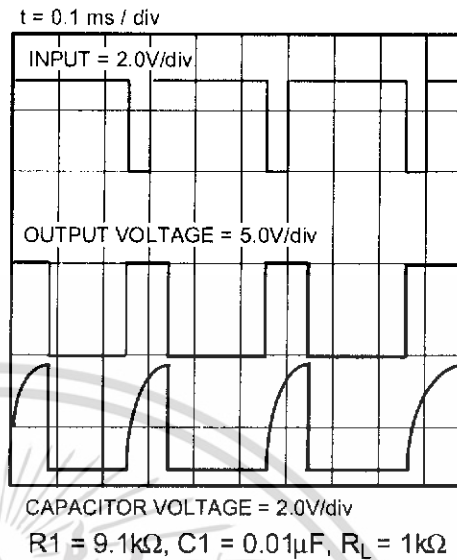 t = 0.1 ms / div
INPUT = 2.0V/div
OUTPUT VOLTAGE = 5.0V/div
CAPACITOR VOLTAGE = 2.0V/div
R1 = 9.1kΩ, C1 = 0.01μF, R_L = 1kΩ